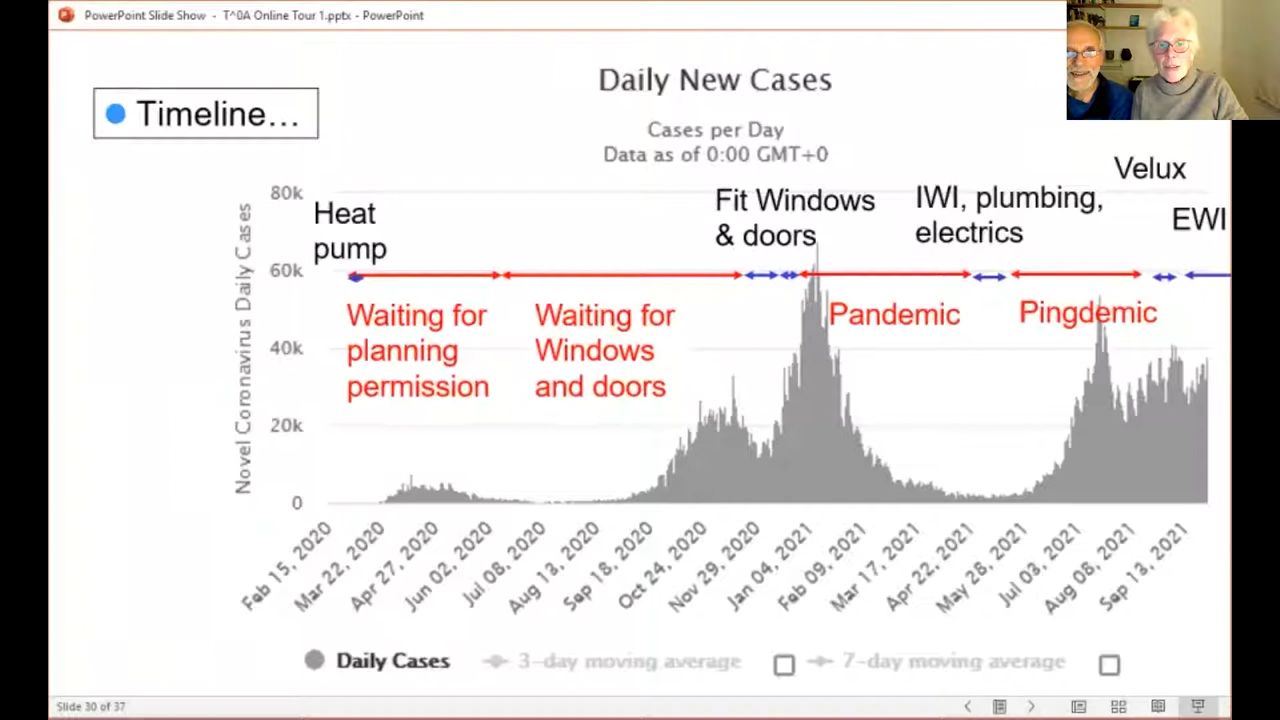 PowerPoint Slide Show - T^0A Online Tour 1.pptx - PowerPoint
Timeline…
Daily New Cases
Cases per Day
Data as of 0:00 GMT+0
Velux
Heat
pump
Fit Windows
& doors
IWI, plumbing,
electrics
EWI
Waiting for
planning
permission
Waiting for
Windows
and doors
Pandemic
Pingdemic
Novel Coronavirus Daily Cases
80k
60k
40k
20k
0
Feb 15, 2020
Mar 22, 2020
Apr 27, 2020
Jun 02, 2020
Jul 08, 2020
Aug 13, 2020
Sep 18, 2020
Oct 24, 2020
Nov 29, 2020
Jan 04, 2021
Feb 09, 2021
Mar 17, 2021
Apr 22, 2021
May 28, 2021
Jul 03, 2021
Aug 08, 2021
Sep 13, 2021
Daily Cases
3-day moving average
7-day moving average
Slide 30 of 37